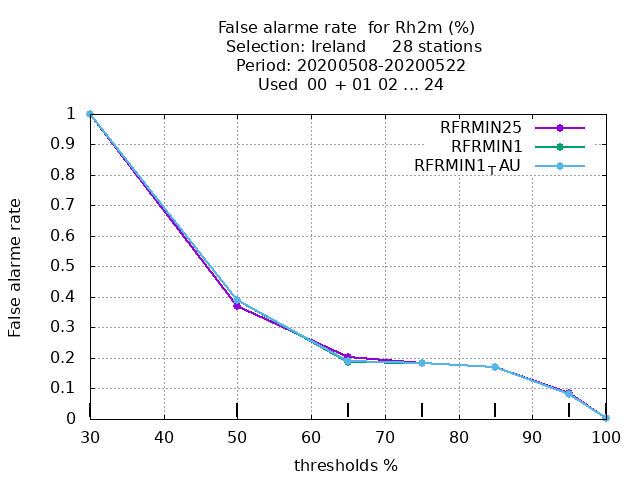 False alarme rate  for Rh2m (%)
Selection: Ireland     28 stations
Period: 20200508-20200522
Used  00  + 01 02 ... 24
1
0.9
0.8
0.7
0.6
0.5
0.4
0.3
0.2
0.1
0
False alarme rate
RFRMIN25
RFRMIN1
RFRMIN1TAU
30 40 50 60 70 80 90 100
thresholds %